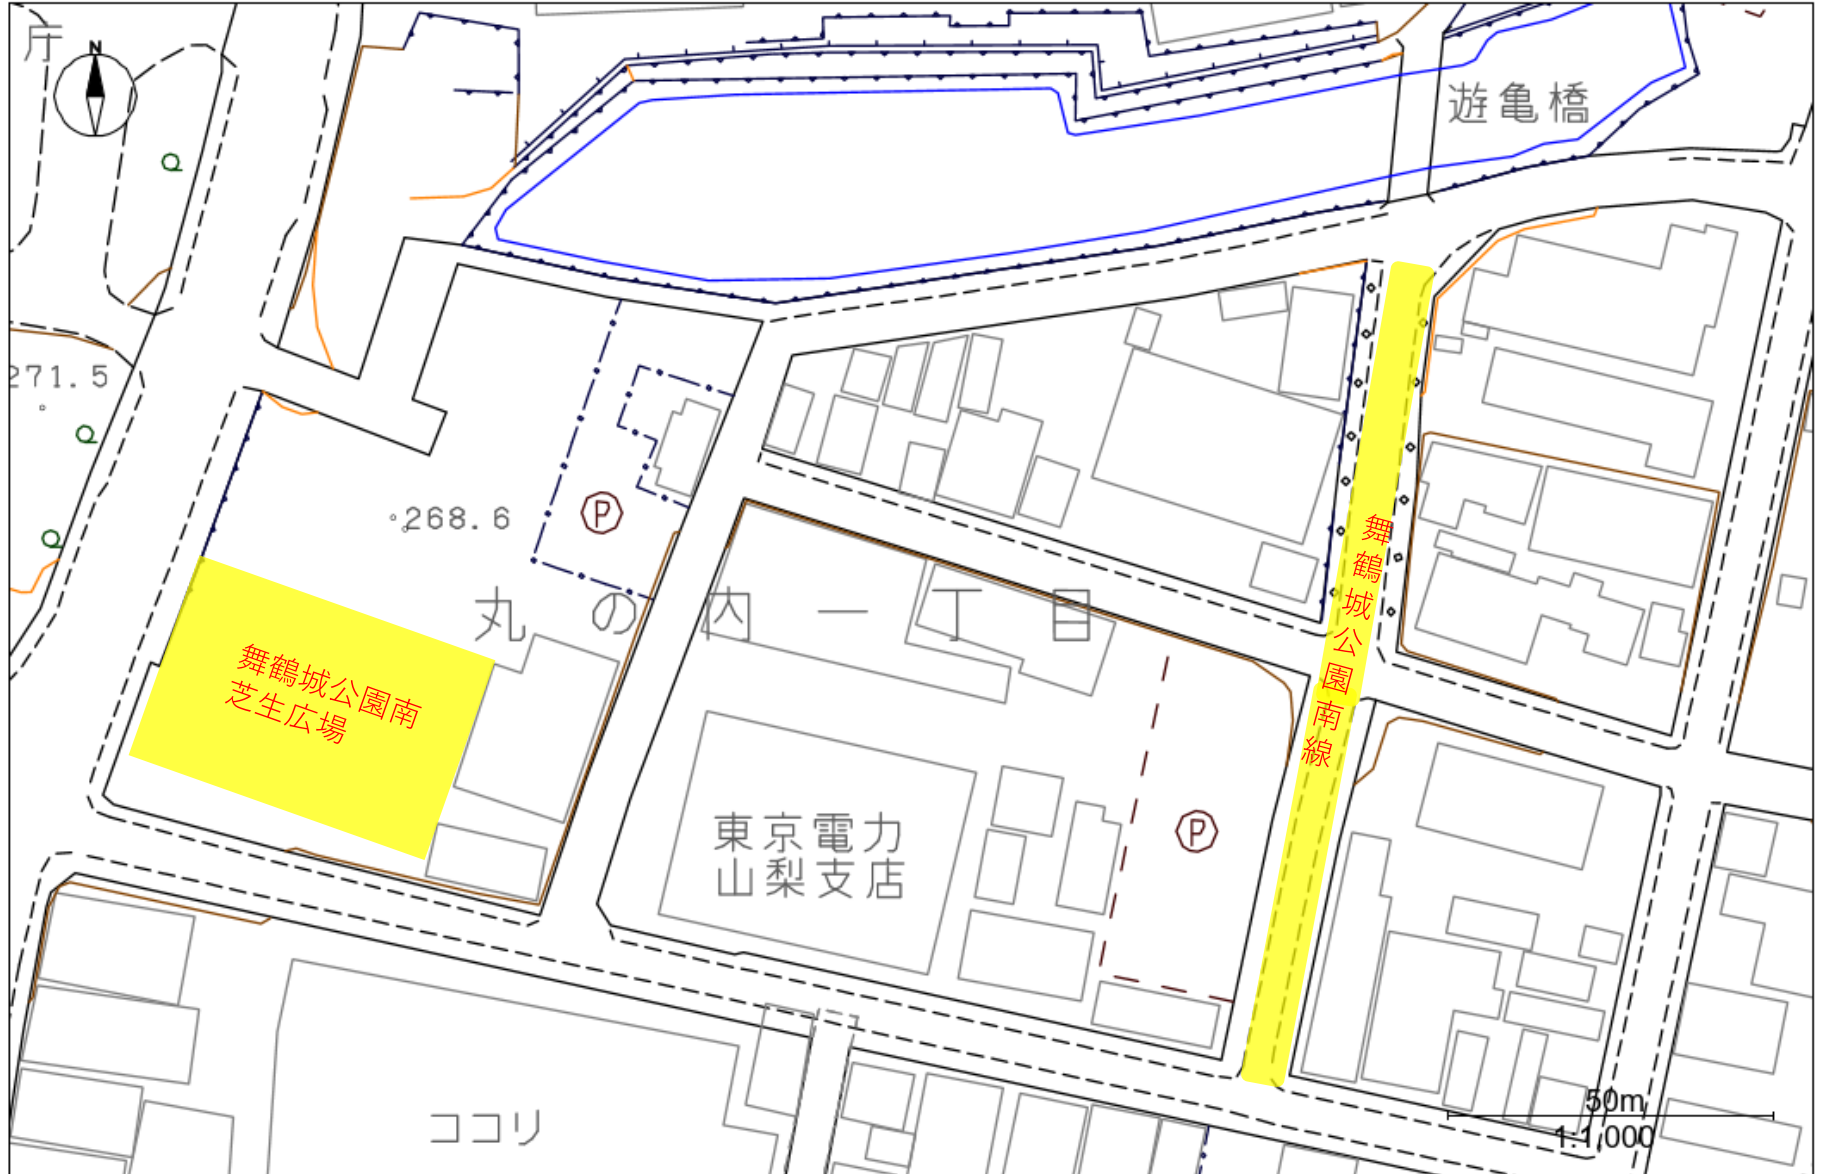 庁
N
遊亀橋
271.5
268.6
P
丸の内一丁目
舞鶴城公園南
芝生広場
舞鶴城公園南線
東京電力
山梨支店
P
ココリ
50m
1:1,000